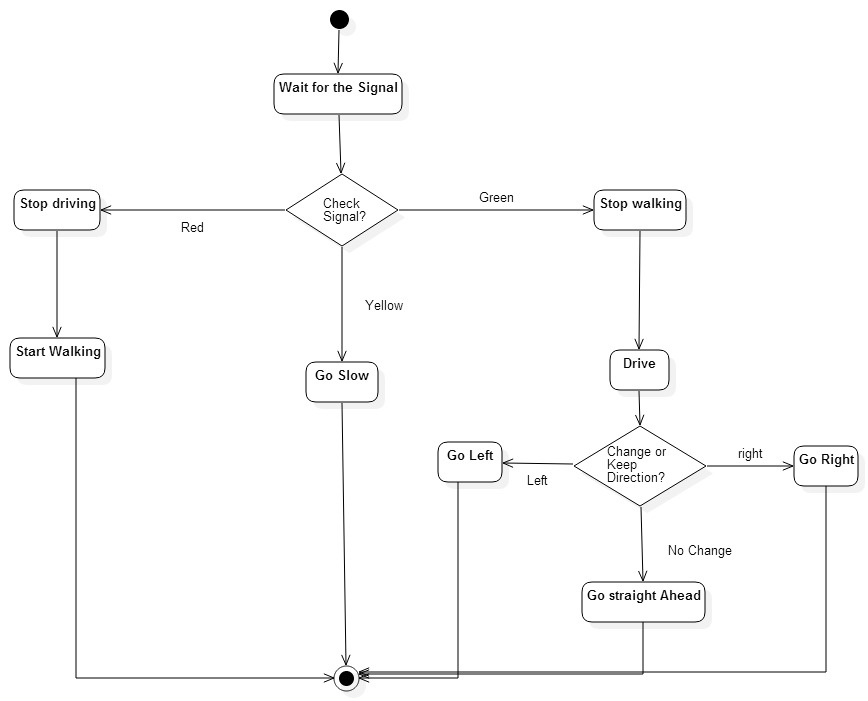 Wait for the Signal
Check
Signal?
Green
Red
Stop driving
Stop walking
Yellow
Start Walking
Go Slow
Drive
Change or
Keep
Direction?
Go Left
Left
right
Go Right
No Change
Go straight Ahead